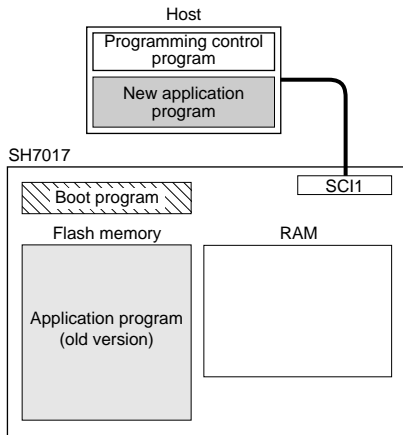 Host
Programming control
program
New application
program
SH7017
SCI1
Boot program
Flash memory
RAM
Application program
(old version)